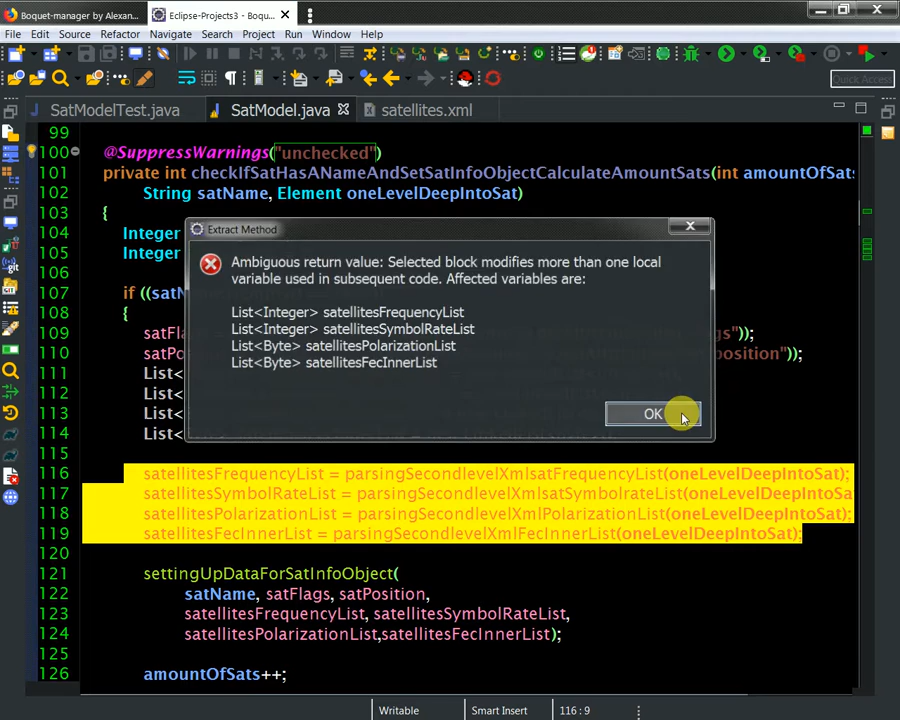 Boquet-manager by Alexan
Eclipse-Projects3 - Boqu...
File Edit Source Refactor Navigate Search Project Run Window Help
Quick Access
SatModelTest.java SatModel.java satellites.xml
99
100 @SuppressWarnings("unchecked")
101 private int checkIfSatHasANameAndSetSatInfoObjectCalculateAmountSats(int amountOfSats
102 String satName, Element oneLevelDeepIntoSat)
103 {
104 Integer
105 Integer
106
107 if ((satN
108 {
109 satFl gs"));
110 satPo position"));
111 List<
112 List<
113 List<
114 List<
115
116 satellitesFrequencyList = parsingSecondlevelXmlsatFrequencyList(oneLevelDeepIntoSat);
117 satellitesSymbolRateList = parsingSecondlevelXmlsatSymbolrateList(oneLevelDeepIntoSa
118 satellitesPolarizationList = parsingSecondlevelXmlPolarizationList(oneLevelDeepIntoSat);
119 satellitesFecInnerList = parsingSecondlevelXmlFecInnerList(oneLevelDeepIntoSat);
120
121 settingUpDataForSatInfoObject(
122 satName, satFlags, satPosition,
123 satellitesFrequencyList, satellitesSymbolRateList,
124 satellitesPolarizationList,satellitesFecInnerList);
125
126 amountOfSats++;
Extract Method
Ambiguous return value: Selected block modifies more than one local
variable used in subsequent code. Affected variables are:
List<Integer> satellitesFrequencyList
List<Integer> satellitesSymbolRateList
List<Byte> satellitesPolarizationList
List<Byte> satellitesFecInnerList
OK
Writable Smart Insert 116 : 9